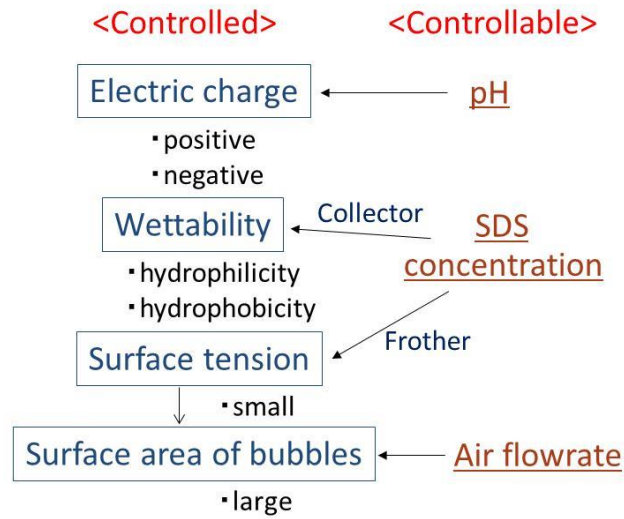 <Controlled> <Controllable>
Electric charge pH
・positive
・negative
Wettability Collector SDS
concentration
・hydrophilicity
・hydrophobicity
Surface tension Frother
・small
Surface area of bubbles Air flowrate
・large